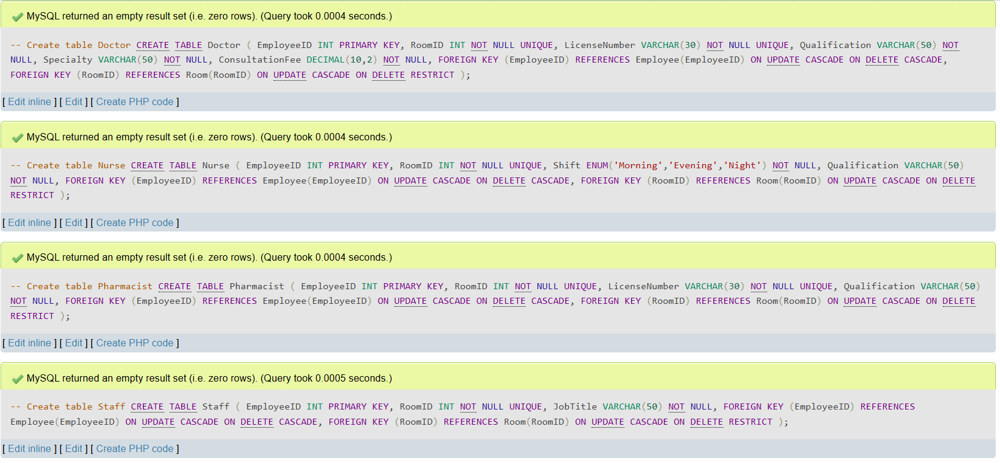 MySQL returned an empty result set (i.e. zero rows). (Query took 0.0004 seconds.)
-- Create table Doctor CREATE TABLE Doctor ( EmployeeID INT PRIMARY KEY, RoomID INT NOT NULL UNIQUE, LicenseNumber VARCHAR(30) NOT NULL UNIQUE, Qualification VARCHAR(50) NOT
NULL, Specialty VARCHAR(50) NOT NULL, ConsultationFee DECIMAL(10,2) NOT NULL, FOREIGN KEY (EmployeeID) REFERENCES Employee(EmployeeID) ON UPDATE CASCADE ON DELETE CASCADE,
FOREIGN KEY (RoomID) REFERENCES Room(RoomID) ON UPDATE CASCADE ON DELETE RESTRICT );
[ Edit inline ] [ Edit ] [ Create PHP code ]
MySQL returned an empty result set (i.e. zero rows). (Query took 0.0004 seconds.)
-- Create table Nurse CREATE TABLE Nurse ( EmployeeID INT PRIMARY KEY, RoomID INT NOT NULL UNIQUE, Shift ENUM('Morning','Evening','Night') NOT NULL, Qualification VARCHAR(50)
NOT NULL, FOREIGN KEY (EmployeeID) REFERENCES Employee(EmployeeID) ON UPDATE CASCADE ON DELETE CASCADE, FOREIGN KEY (RoomID) REFERENCES Room(RoomID) ON UPDATE CASCADE ON DELETE
RESTRICT );
[ Edit inline ] [ Edit ] [ Create PHP code ]
MySQL returned an empty result set (i.e. zero rows). (Query took 0.0004 seconds.)
-- Create table Pharmacist CREATE TABLE Pharmacist ( EmployeeID INT PRIMARY KEY, RoomID INT NOT NULL UNIQUE, LicenseNumber VARCHAR(30) NOT NULL UNIQUE, Qualification VARCHAR(50)
NOT NULL, FOREIGN KEY (EmployeeID) REFERENCES Employee(EmployeeID) ON UPDATE CASCADE ON DELETE CASCADE, FOREIGN KEY (RoomID) REFERENCES Room(RoomID) ON UPDATE CASCADE ON DELETE
RESTRICT );
[ Edit inline ] [ Edit ] [ Create PHP code ]
MySQL returned an empty result set (i.e. zero rows). (Query took 0.0005 seconds.)
-- Create table Staff CREATE TABLE Staff ( EmployeeID INT PRIMARY KEY, RoomID INT NOT NULL UNIQUE, JobTitle VARCHAR(50) NOT NULL, FOREIGN KEY (EmployeeID) REFERENCES
Employee(EmployeeID) ON UPDATE CASCADE ON DELETE CASCADE, FOREIGN KEY (RoomID) REFERENCES Room(RoomID) ON UPDATE CASCADE ON DELETE RESTRICT );
[ Edit inline ] [ Edit ] [ Create PHP code ]